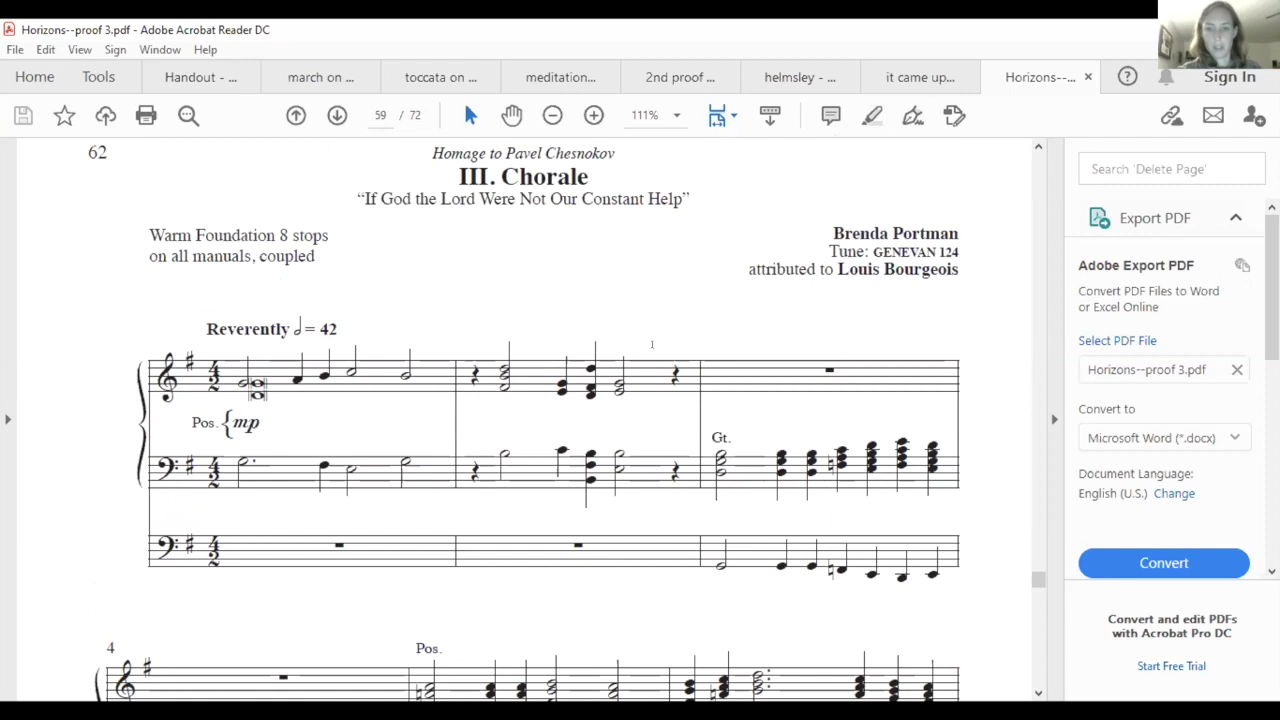 Horizons--proof 3.pdf - Adobe Acrobat Reader DC
File Edit View Sign Window Help
Home Tools Handout - ... march on ... toccata on ... meditation... 2nd proof ... helmsley - ... it came up... Horizons--... × ? Sign In
59 / 72 111%
62
Homage to Pavel Chesnokov
III. Chorale
“If God the Lord Were Not Our Constant Help”
Warm Foundation 8 stops
on all manuals, coupled
Brenda Portman
Tune: GENEVAN 124
attributed to Louis Bourgeois
Reverently = 42
4
2
Pos. { mp
4
2
Gt.
4
2
4
Pos.
Search 'Delete Page'
Export PDF
Adobe Export PDF
Convert PDF Files to Word
or Excel Online
Select PDF File
Horizons--proof 3.pdf ×
Convert to
Microsoft Word (*.docx)
Document Language:
English (U.S.) Change
Convert
Convert and edit PDFs
with Acrobat Pro DC
Start Free Trial